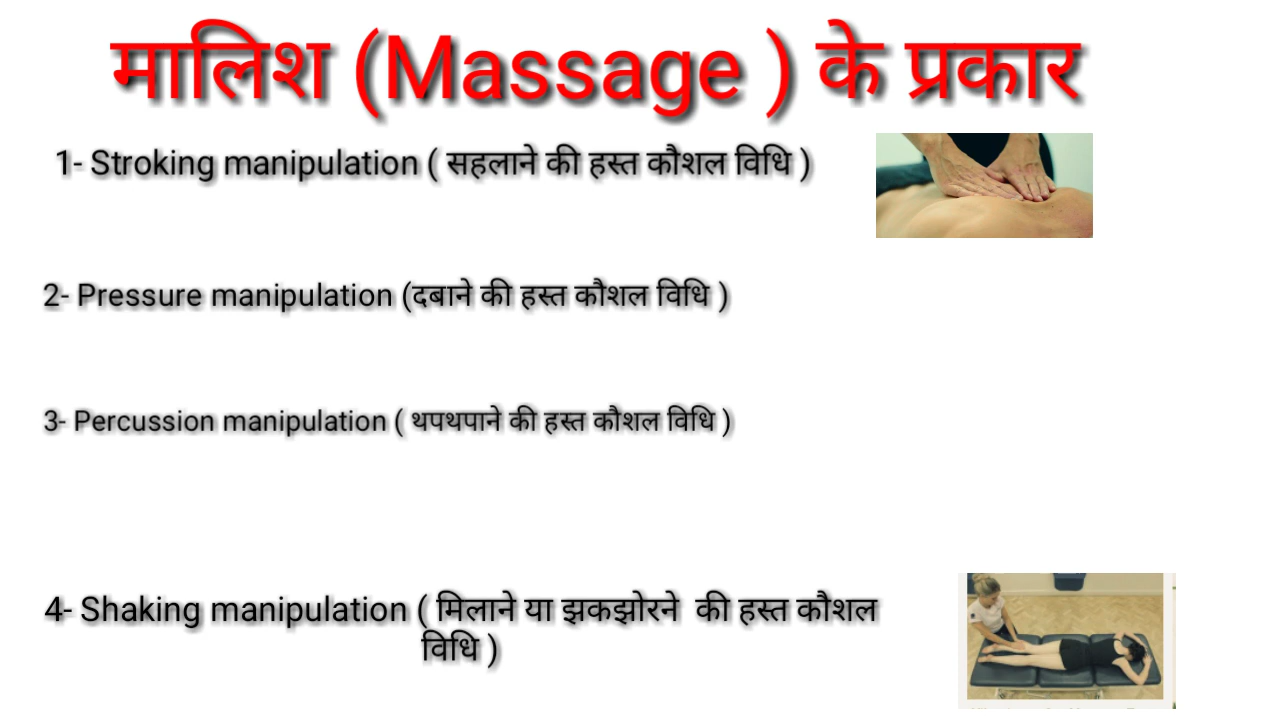 मालिश (Massage ) के प्रकार
1- Stroking manipulation ( सहलाने की हस्त कौशल विधि )
2- Pressure manipulation (दबाने की हस्त कौशल विधि )
3- Percussion manipulation ( थपथपाने की हस्त कौशल विधि )
4- Shaking manipulation ( मिलाने या झकझोरने की हस्त कौशल
विधि )